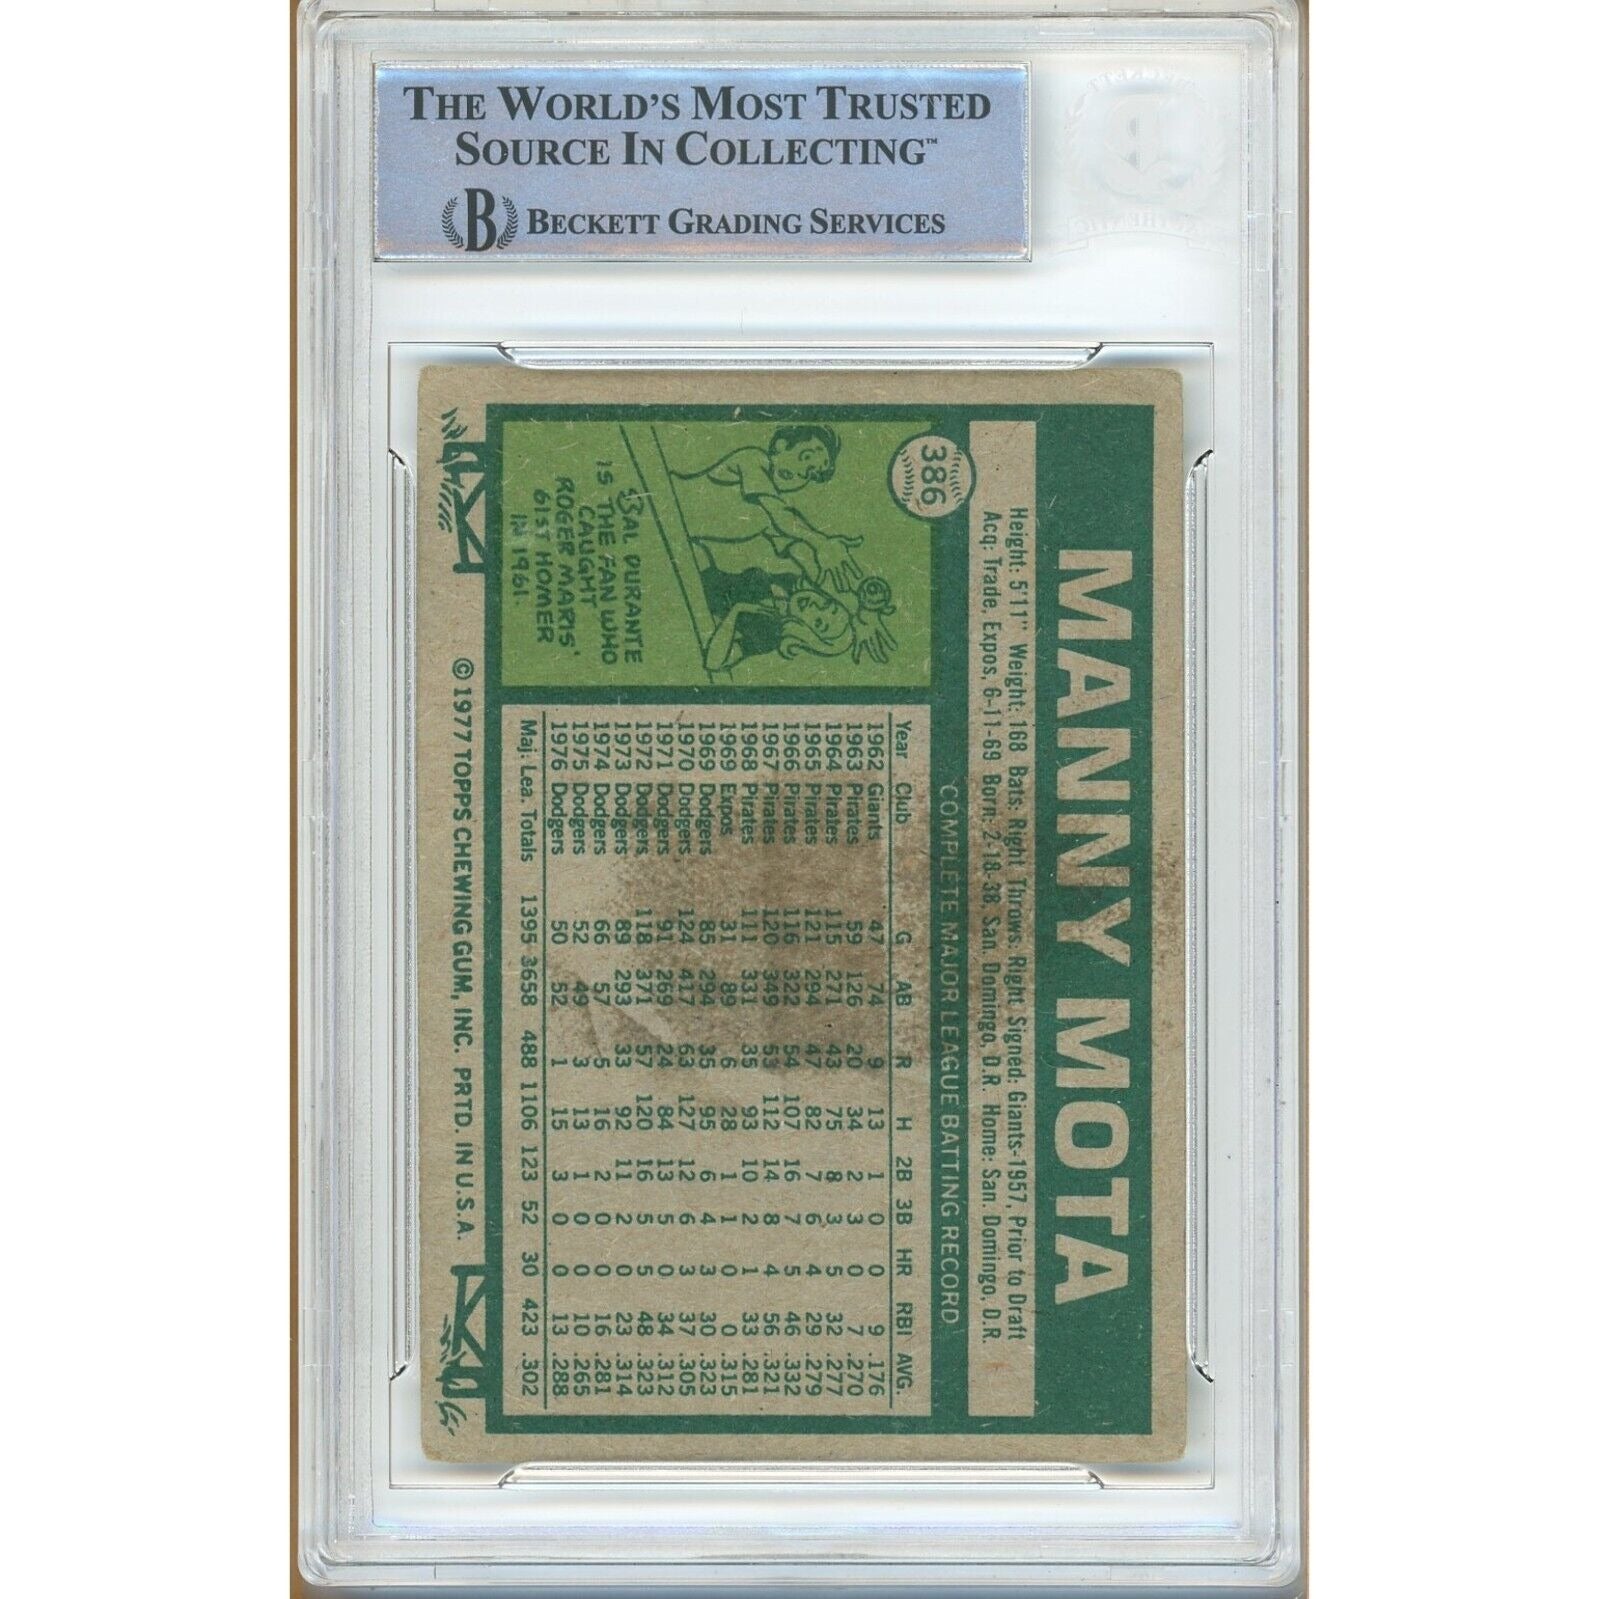 THE WORLD'S MOST TRUSTED
SOURCE IN COLLECTING™
B BECKETT GRADING SERVICES
386
MANNY MOTA
Height: 5'11" Weight: 168 Bats: Right Throws: Right Signed: Giants-1957, Prior to Draft
Acq: Trade, Expos, 6-11-69 Born: 2-18-38, San. Domingo, D.R. Home: San. Domingo, D.R.
COMPLETE MAJOR LEAGUE BATTING RECORD
Year Club G AB R H 2B 3B HR RBI AVG.
1962 Giants 47 74 9 13 1 0 0 9 .176
1963 Pirates 59 126 20 34 2 3 0 7 .270
1964 Pirates 115 271 43 75 8 3 5 32 .277
1965 Pirates 121 294 47 82 7 6 4 29 .279
1966 Pirates 116 322 54 107 16 7 5 46 .332
1967 Pirates 120 349 53 112 14 8 4 56 .321
1968 Pirates 111 331 35 93 10 2 1 33 .281
1969 Expos 31 89 6 28 1 1 0 0 .315
1969 Dodgers 85 294 35 95 6 4 3 30 .323
1970 Dodgers 124 417 63 127 12 6 3 37 .305
1971 Dodgers 91 269 24 84 13 5 0 34 .312
1972 Dodgers 118 371 57 120 16 5 5 48 .323
1973 Dodgers 89 293 33 92 11 2 0 23 .314
1974 Dodgers 66 57 5 16 2 0 0 16 .281
1975 Dodgers 52 49 3 13 1 0 0 10 .265
1976 Dodgers 50 52 1 15 3 0 0 13 .288
Maj. Lea. Totals 1395 3658 488 1106 123 52 30 423 .302
61
BAL DURANTE
IS THE FAN WHO
CAUGHT
ROGER MARIS'
61ST HOMER
IN 1961.
© 1977 TOPPS CHEWING GUM, INC. PRTD. IN U.S.A.